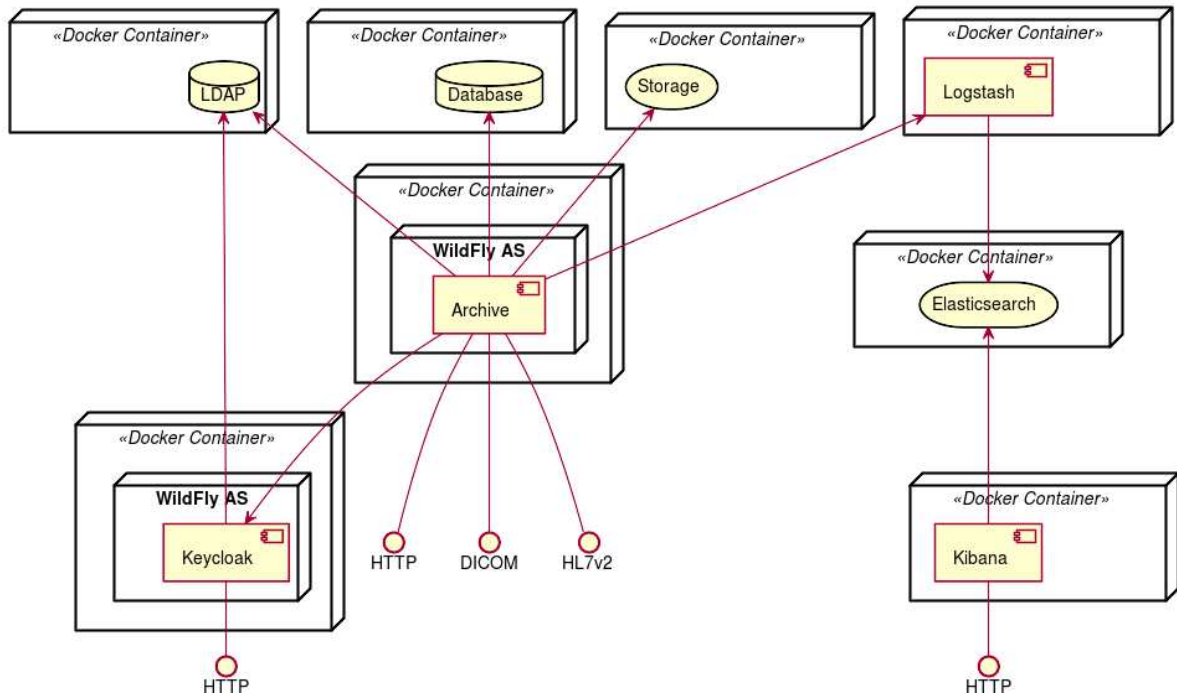 «Docker Container»
LDAP
«Docker Container»
Database
«Docker Container»
Storage
«Docker Container»
Logstash
«Docker Container»
WildFly AS
Archive
«Docker Container»
Elasticsearch
«Docker Container»
WildFly AS
Keycloak
HTTP
DICOM
HL7v2
«Docker Container»
Kibana
HTTP
HTTP